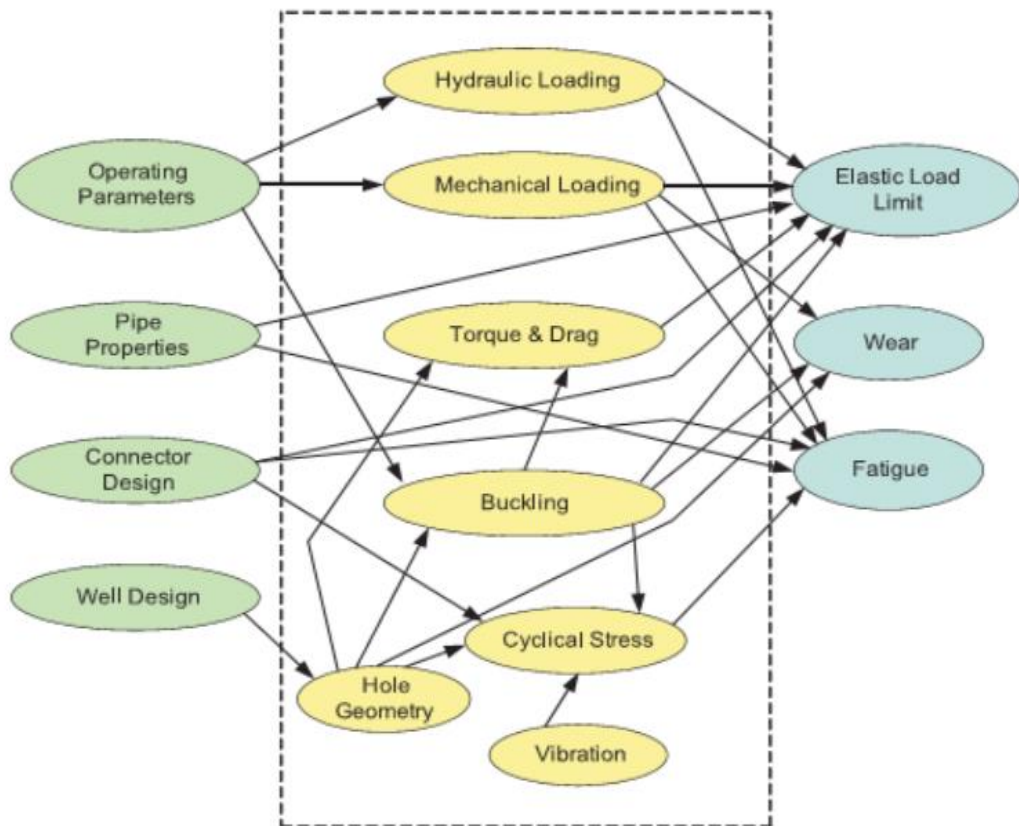 Hydraulic Loading
Operating
Parameters
Mechanical Loading
Elastic Load
Limit
Pipe
Properties
Torque & Drag
Wear
Connector
Design
Buckling
Fatigue
Well Design
Cyclical Stress
Hole
Geometry
Vibration